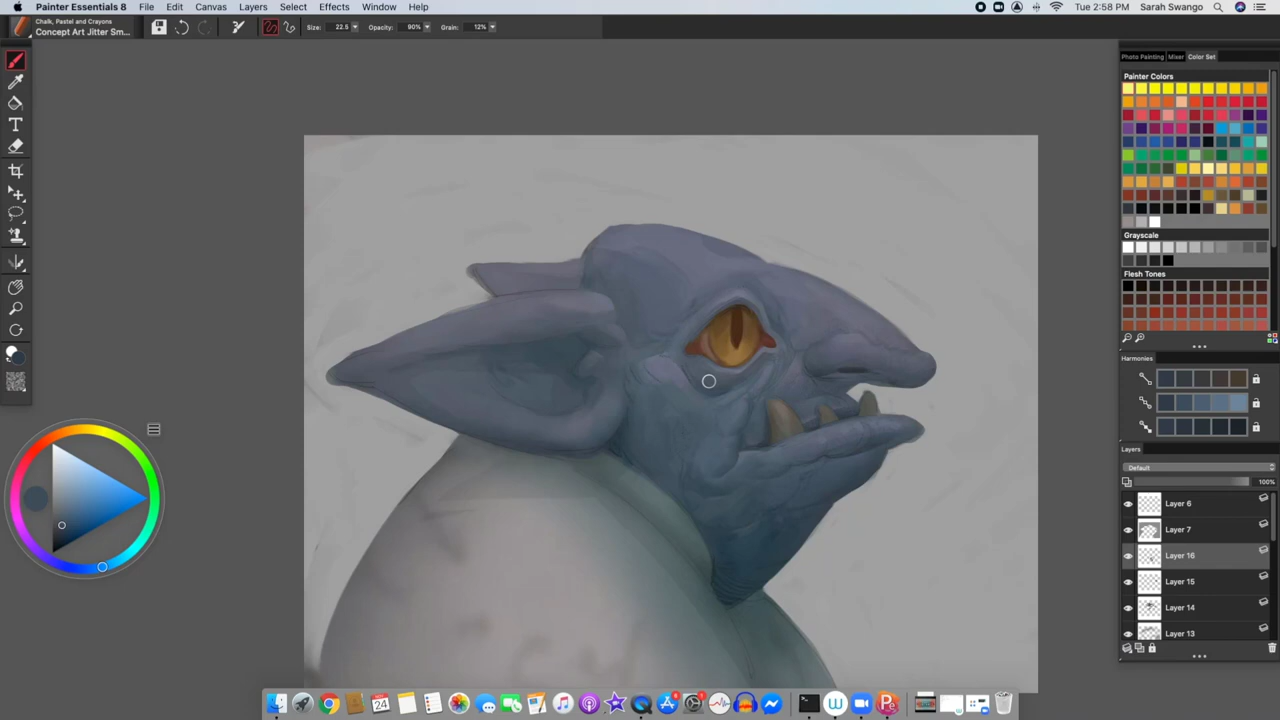 Painter Essentials 8 File Edit Canvas Layers Select Effects Window Help Tue 2:58 PM Sarah Swango
Chalk, Pastel and Crayons
Concept Art Jitter Sm... Size: 22.5 Opacity: 90% Grain: 12%
Photo Painting Mixer Color Set
Painter Colors
Grayscale
Flesh Tones
Harmonies
Layers
Default
100%
Layer 6
Layer 7
Layer 16
Layer 15
Layer 14
Layer 13
NOV
24